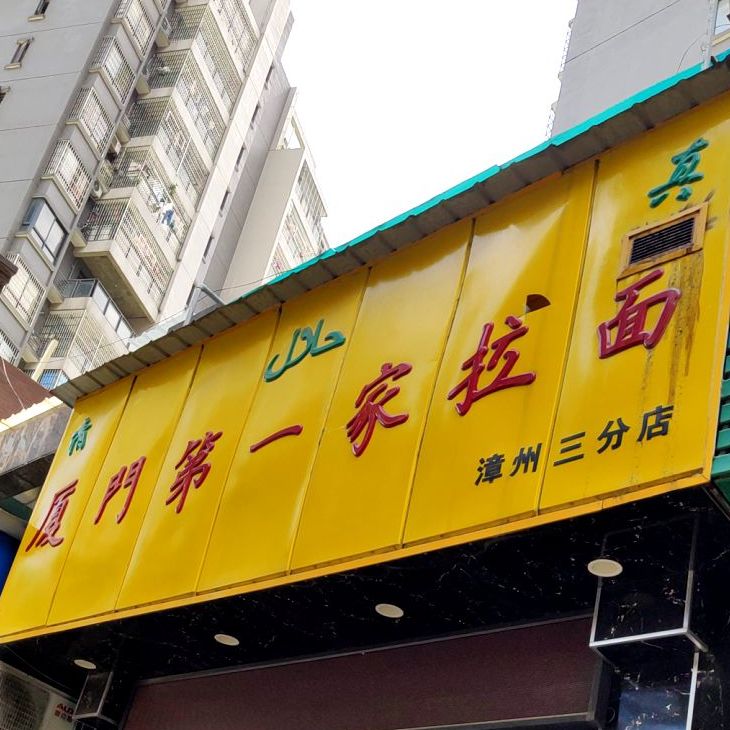 清 حلال 真
厦門第一家拉面
漳州三分店